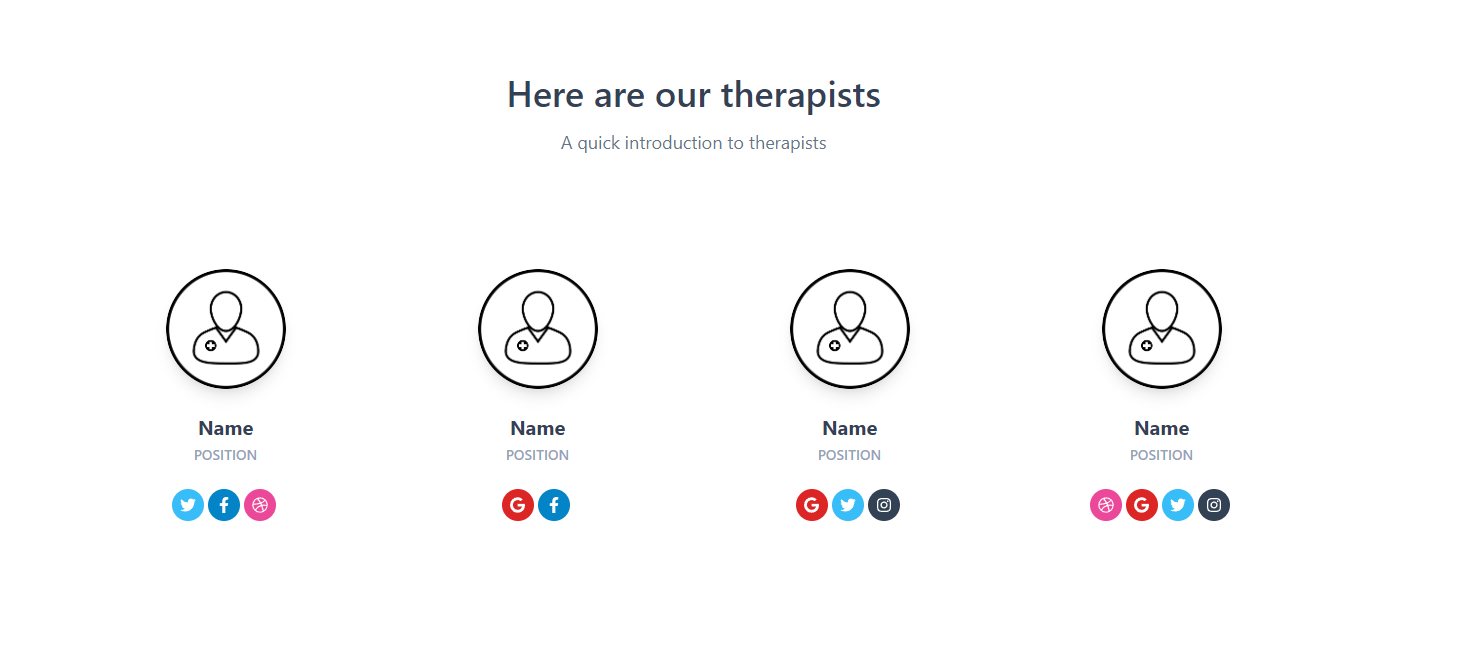 Here are our therapists
A quick introduction to therapists
Name
POSITION
Name
POSITION
Name
POSITION
Name
POSITION